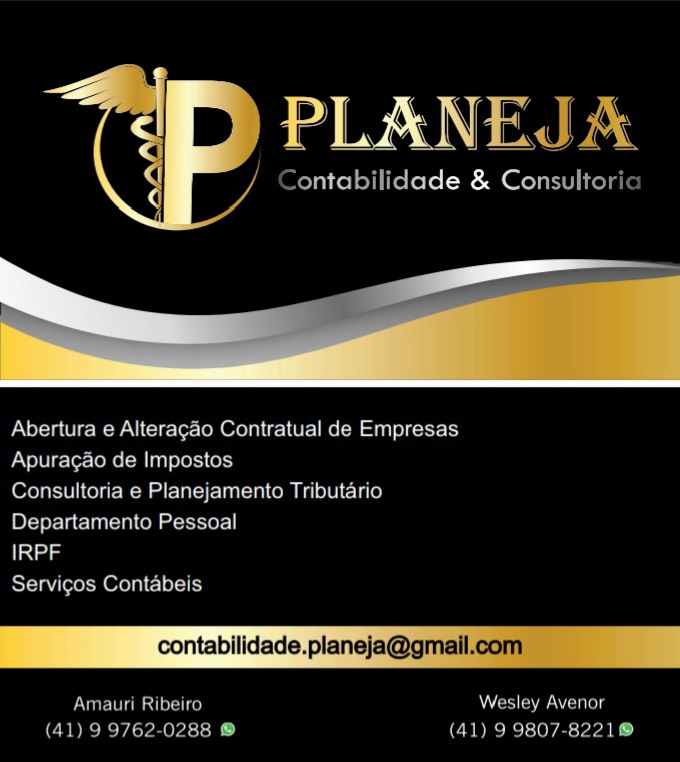 P PLANEJA
Contabilidade & Consultoria
Abertura e Alteração Contratual de Empresas
Apuração de Impostos
Consultoria e Planejamento Tributário
Departamento Pessoal
IRPF
Serviços Contábeis
contabilidade.planeja@gmail.com
Amauri Ribeiro
(41) 9 9762-0288
Wesley Avenor
(41) 9 9807-8221